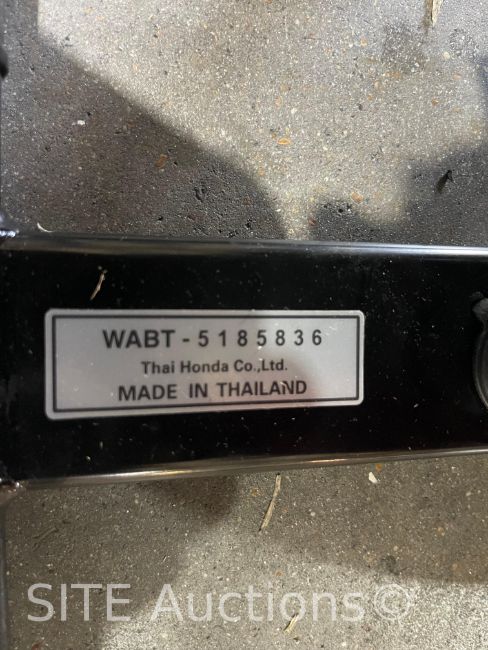 WABT - 5185836
Thai Honda Co.,Ltd.
MADE IN THAILAND
SITE Auctions©